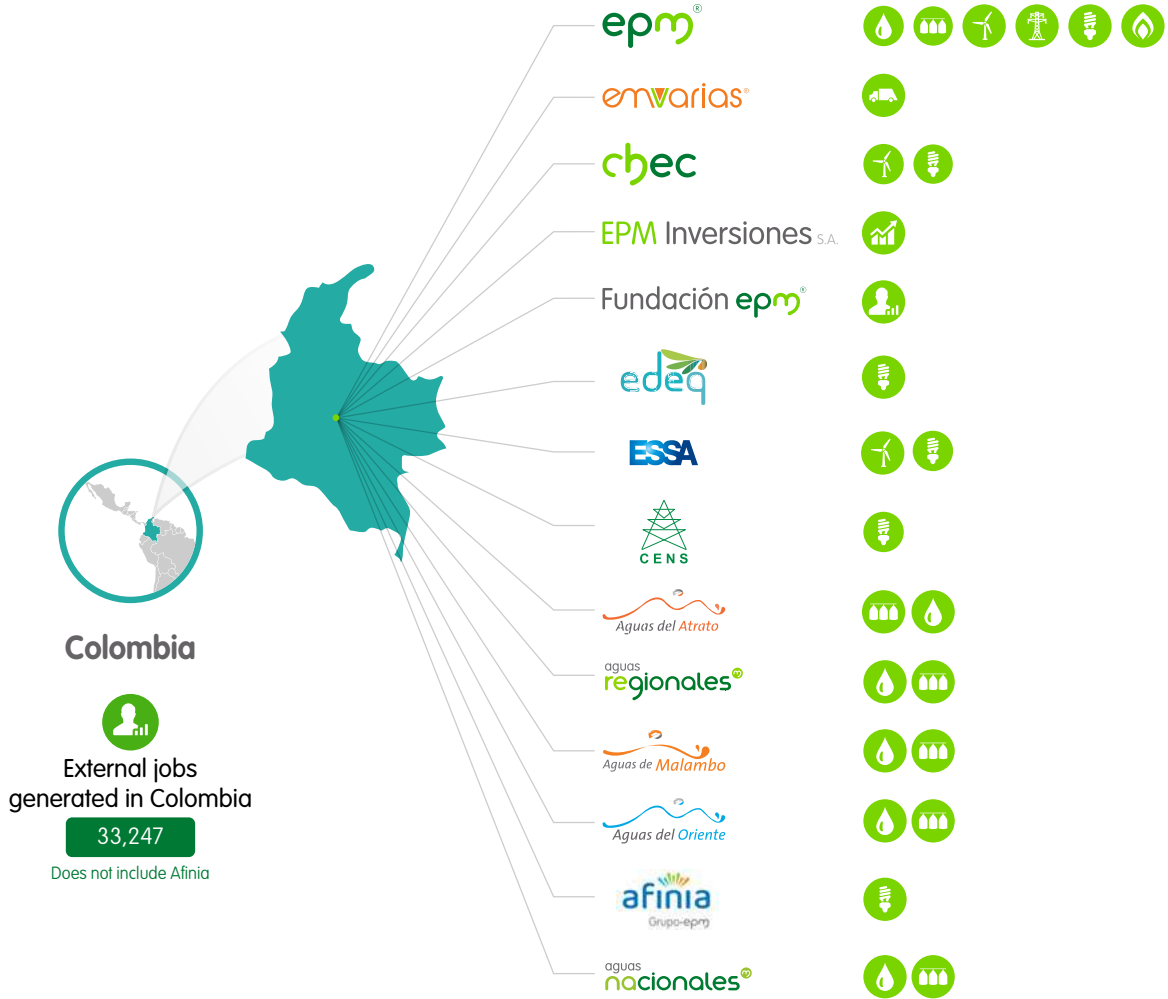 epm®
emvarias®
chec
EPM Inversiones S.A.
Fundación epm®
edeq
ESSA
CENS
Aguas del Atrato
aguas
regionales epm
Aguas de Malambo
Aguas del Oriente
afinia
Grupo-epm
aguas
nacionales epm
Colombia
External jobs
generated in Colombia
33,247
Does not include Afinia